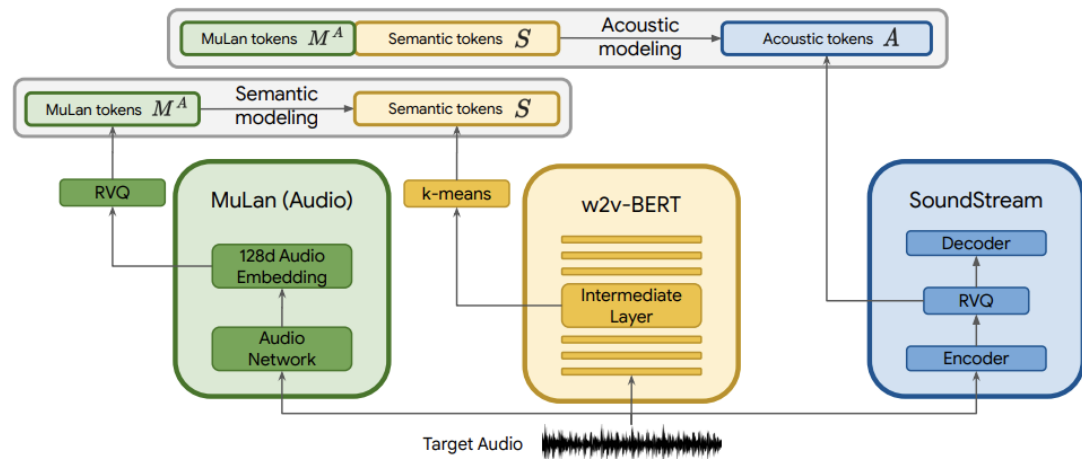 MuLan tokens M^A
Semantic tokens S
Acoustic
modeling
Acoustic tokens A
MuLan tokens M^A
Semantic
modeling
Semantic tokens S
RVQ
MuLan (Audio)
128d Audio
Embedding
Audio
Network
k-means
w2v-BERT
Intermediate
Layer
SoundStream
Decoder
RVQ
Encoder
Target Audio